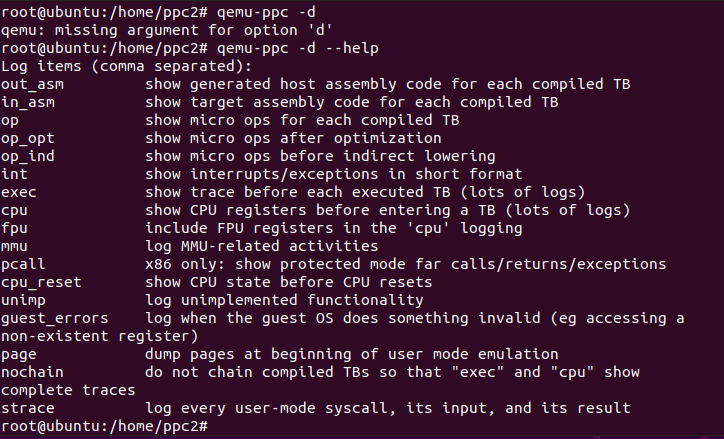 root@ubuntu:/home/ppc2# qemu-ppc -d
qemu: missing argument for option 'd'
root@ubuntu:/home/ppc2# qemu-ppc -d --help
Log items (comma separated):
out_asm         show generated host assembly code for each compiled TB
in_asm          show target assembly code for each compiled TB
op              show micro ops for each compiled TB
op_opt          show micro ops after optimization
op_ind          show micro ops before indirect lowering
int             show interrupts/exceptions in short format
exec            show trace before each executed TB (lots of logs)
cpu             show CPU registers before entering a TB (lots of logs)
fpu             include FPU registers in the 'cpu' logging
mmu             log MMU-related activities
pcall           x86 only: show protected mode far calls/returns/exceptions
cpu_reset       show CPU state before CPU resets
unimp           log unimplemented functionality
guest_errors    log when the guest OS does something invalid (eg accessing a
non-existent register)
page            dump pages at beginning of user mode emulation
nochain         do not chain compiled TBs so that "exec" and "cpu" show
complete traces
strace          log every user-mode syscall, its input, and its result
root@ubuntu:/home/ppc2#